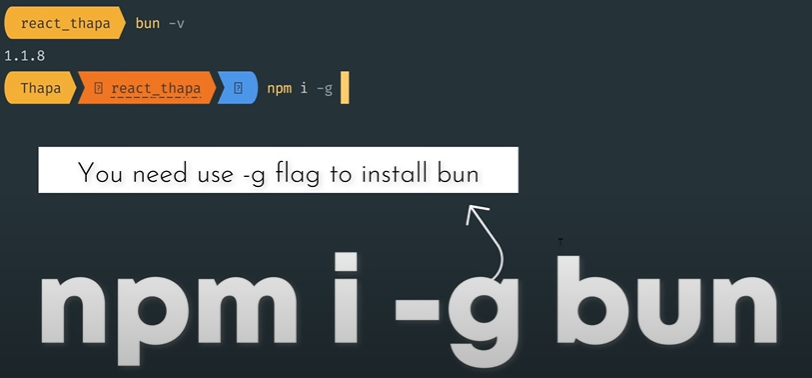 react_thapa bun -v
1.1.8
Thapa react_thapa npm i -g
You need use -g flag to install bun
npm i -g bun